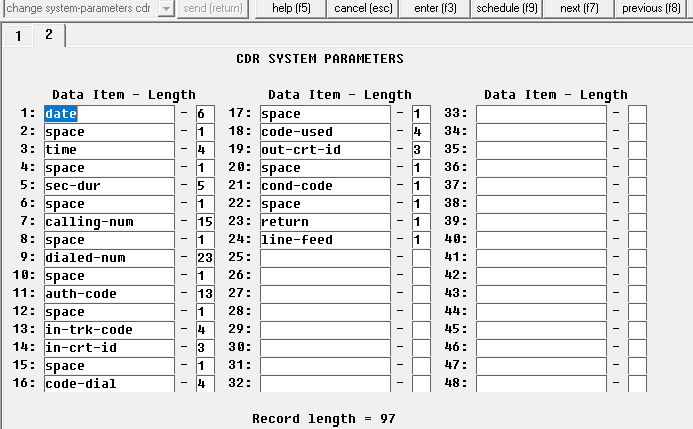 change system-parameters cdr send (return) help (f5) cancel (esc) enter (f3) schedule (f9) next (f7) previous (f8)
1 2
CDR SYSTEM PARAMETERS
Data Item - Length Data Item - Length Data Item - Length
1: date - 6 17: space - 1 33: -
2: space - 1 18: code-used - 4 34: -
3: time - 4 19: out-crt-id - 3 35: -
4: space - 1 20: space - 1 36: -
5: sec-dur - 5 21: cond-code - 1 37: -
6: space - 1 22: space - 1 38: -
7: calling-num - 15 23: return - 1 39: -
8: space - 1 24: line-feed - 1 40: -
9: dialed-num - 23 25: - 41: -
10: space - 1 26: - 42: -
11: auth-code - 13 27: - 43: -
12: space - 1 28: - 44: -
13: in-trk-code - 4 29: - 45: -
14: in-crt-id - 3 30: - 46: -
15: space - 1 31: - 47: -
16: code-dial - 4 32: - 48: -
Record length = 97